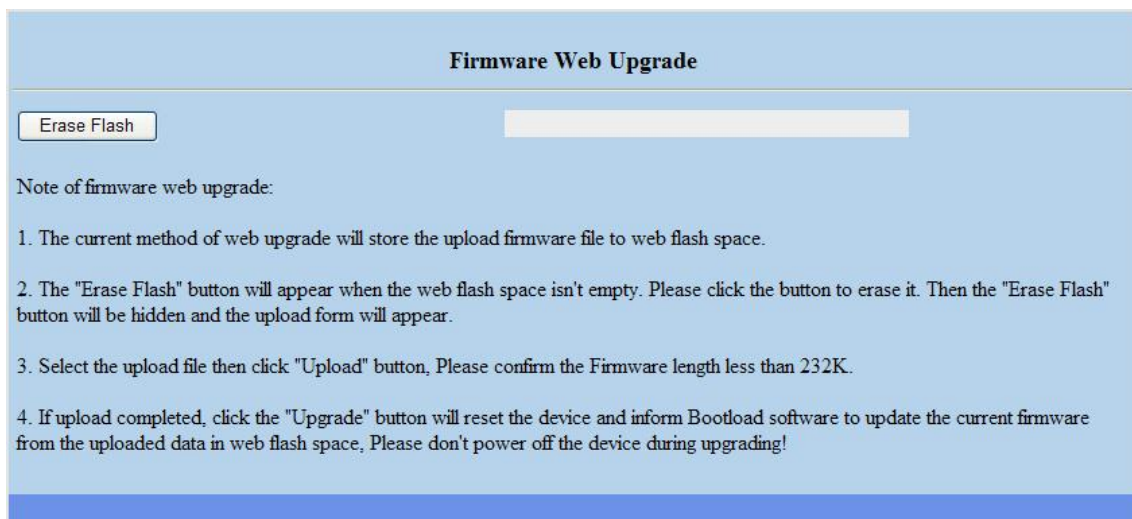 Firmware Web Upgrade
Erase Flash
Note of firmware web upgrade:
1. The current method of web upgrade will store the upload firmware file to web flash space.
2. The "Erase Flash" button will appear when the web flash space isn't empty. Please click the button to erase it. Then the "Erase Flash"
button will be hidden and the upload form will appear.
3. Select the upload file then click "Upload" button, Please confirm the Firmware length less than 232K.
4. If upload completed, click the "Upgrade" button will reset the device and inform Bootload software to update the current firmware
from the uploaded data in web flash space, Please don't power off the device during upgrading!